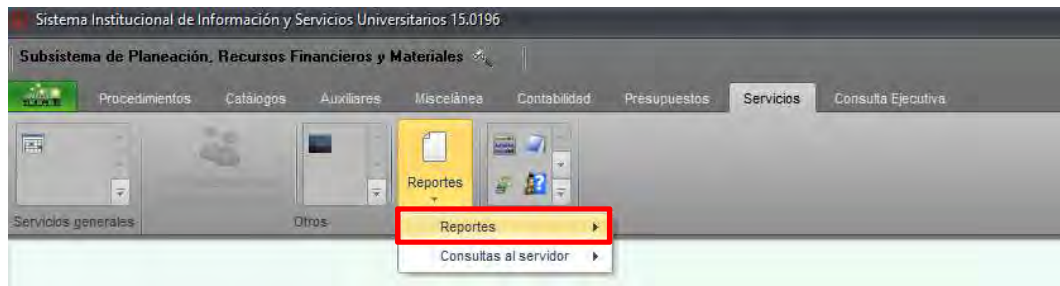 Sistema Institucional de Información y Servicios Universitarios 15.0196
Subsistema de Planeación, Recursos Financieros y Materiales
Procedimientos Catálogos Auxiliares Miscelánea Contabilidad Presupuestos Servicios Consulta Ejecutiva
Reportes
Servicios generales Otros
Reportes
Consultas al servidor